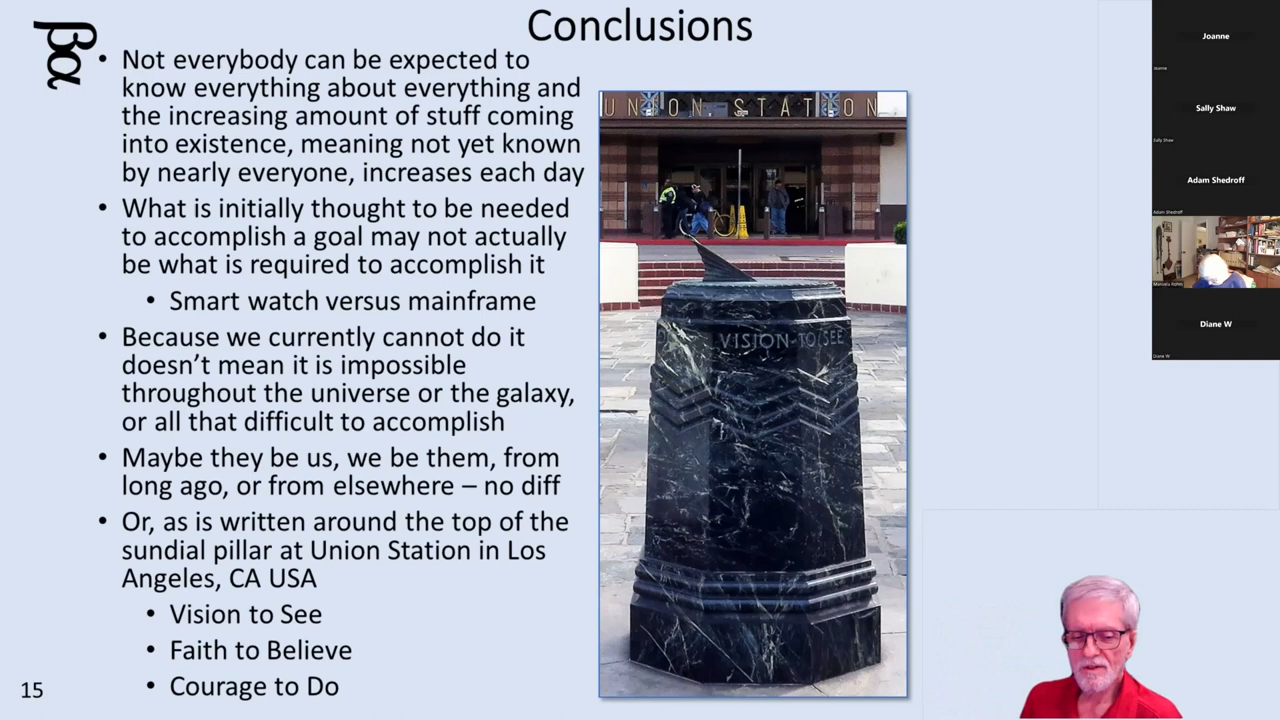 Conclusions
• Not everybody can be expected to
know everything about everything and
the increasing amount of stuff coming
into existence, meaning not yet known
by nearly everyone, increases each day
• What is initially thought to be needed
to accomplish a goal may not actually
be what is required to accomplish it
• Smart watch versus mainframe
• Because we currently cannot do it
doesn’t mean it is impossible
throughout the universe or the galaxy,
or all that difficult to accomplish
• Maybe they be us, we be them, from
long ago, or from elsewhere – no diff
• Or, as is written around the top of the
sundial pillar at Union Station in Los
Angeles, CA USA
• Vision to See
• Faith to Believe
• Courage to Do
15
UNION STATION
VISION TO SEE
Joanne
Joanne
Sally Shaw
Sally Shaw
Adam Shedroff
Adam Shedroff
Diane W
Diane W